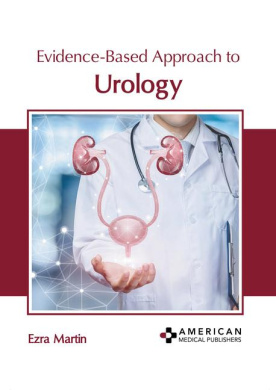 Evidence-Based Approach to
Urology
Ezra Martin
AMERICAN
MEDICAL PUBLISHERS